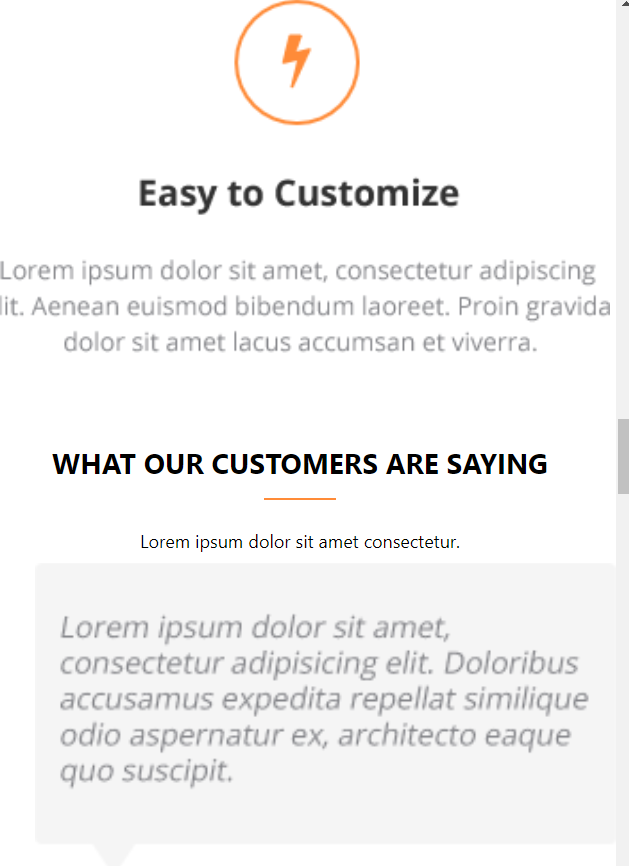 Easy to Customize
Lorem ipsum dolor sit amet, consectetur adipiscing
lit. Aenean euismod bibendum laoreet. Proin gravida
dolor sit amet lacus accumsan et viverra.
WHAT OUR CUSTOMERS ARE SAYING
Lorem ipsum dolor sit amet consectetur.
Lorem ipsum dolor sit amet,
consectetur adipisicing elit. Doloribus
accusamus expedita repellat similique
odio aspernatur ex, architecto eaque
quo suscipit.